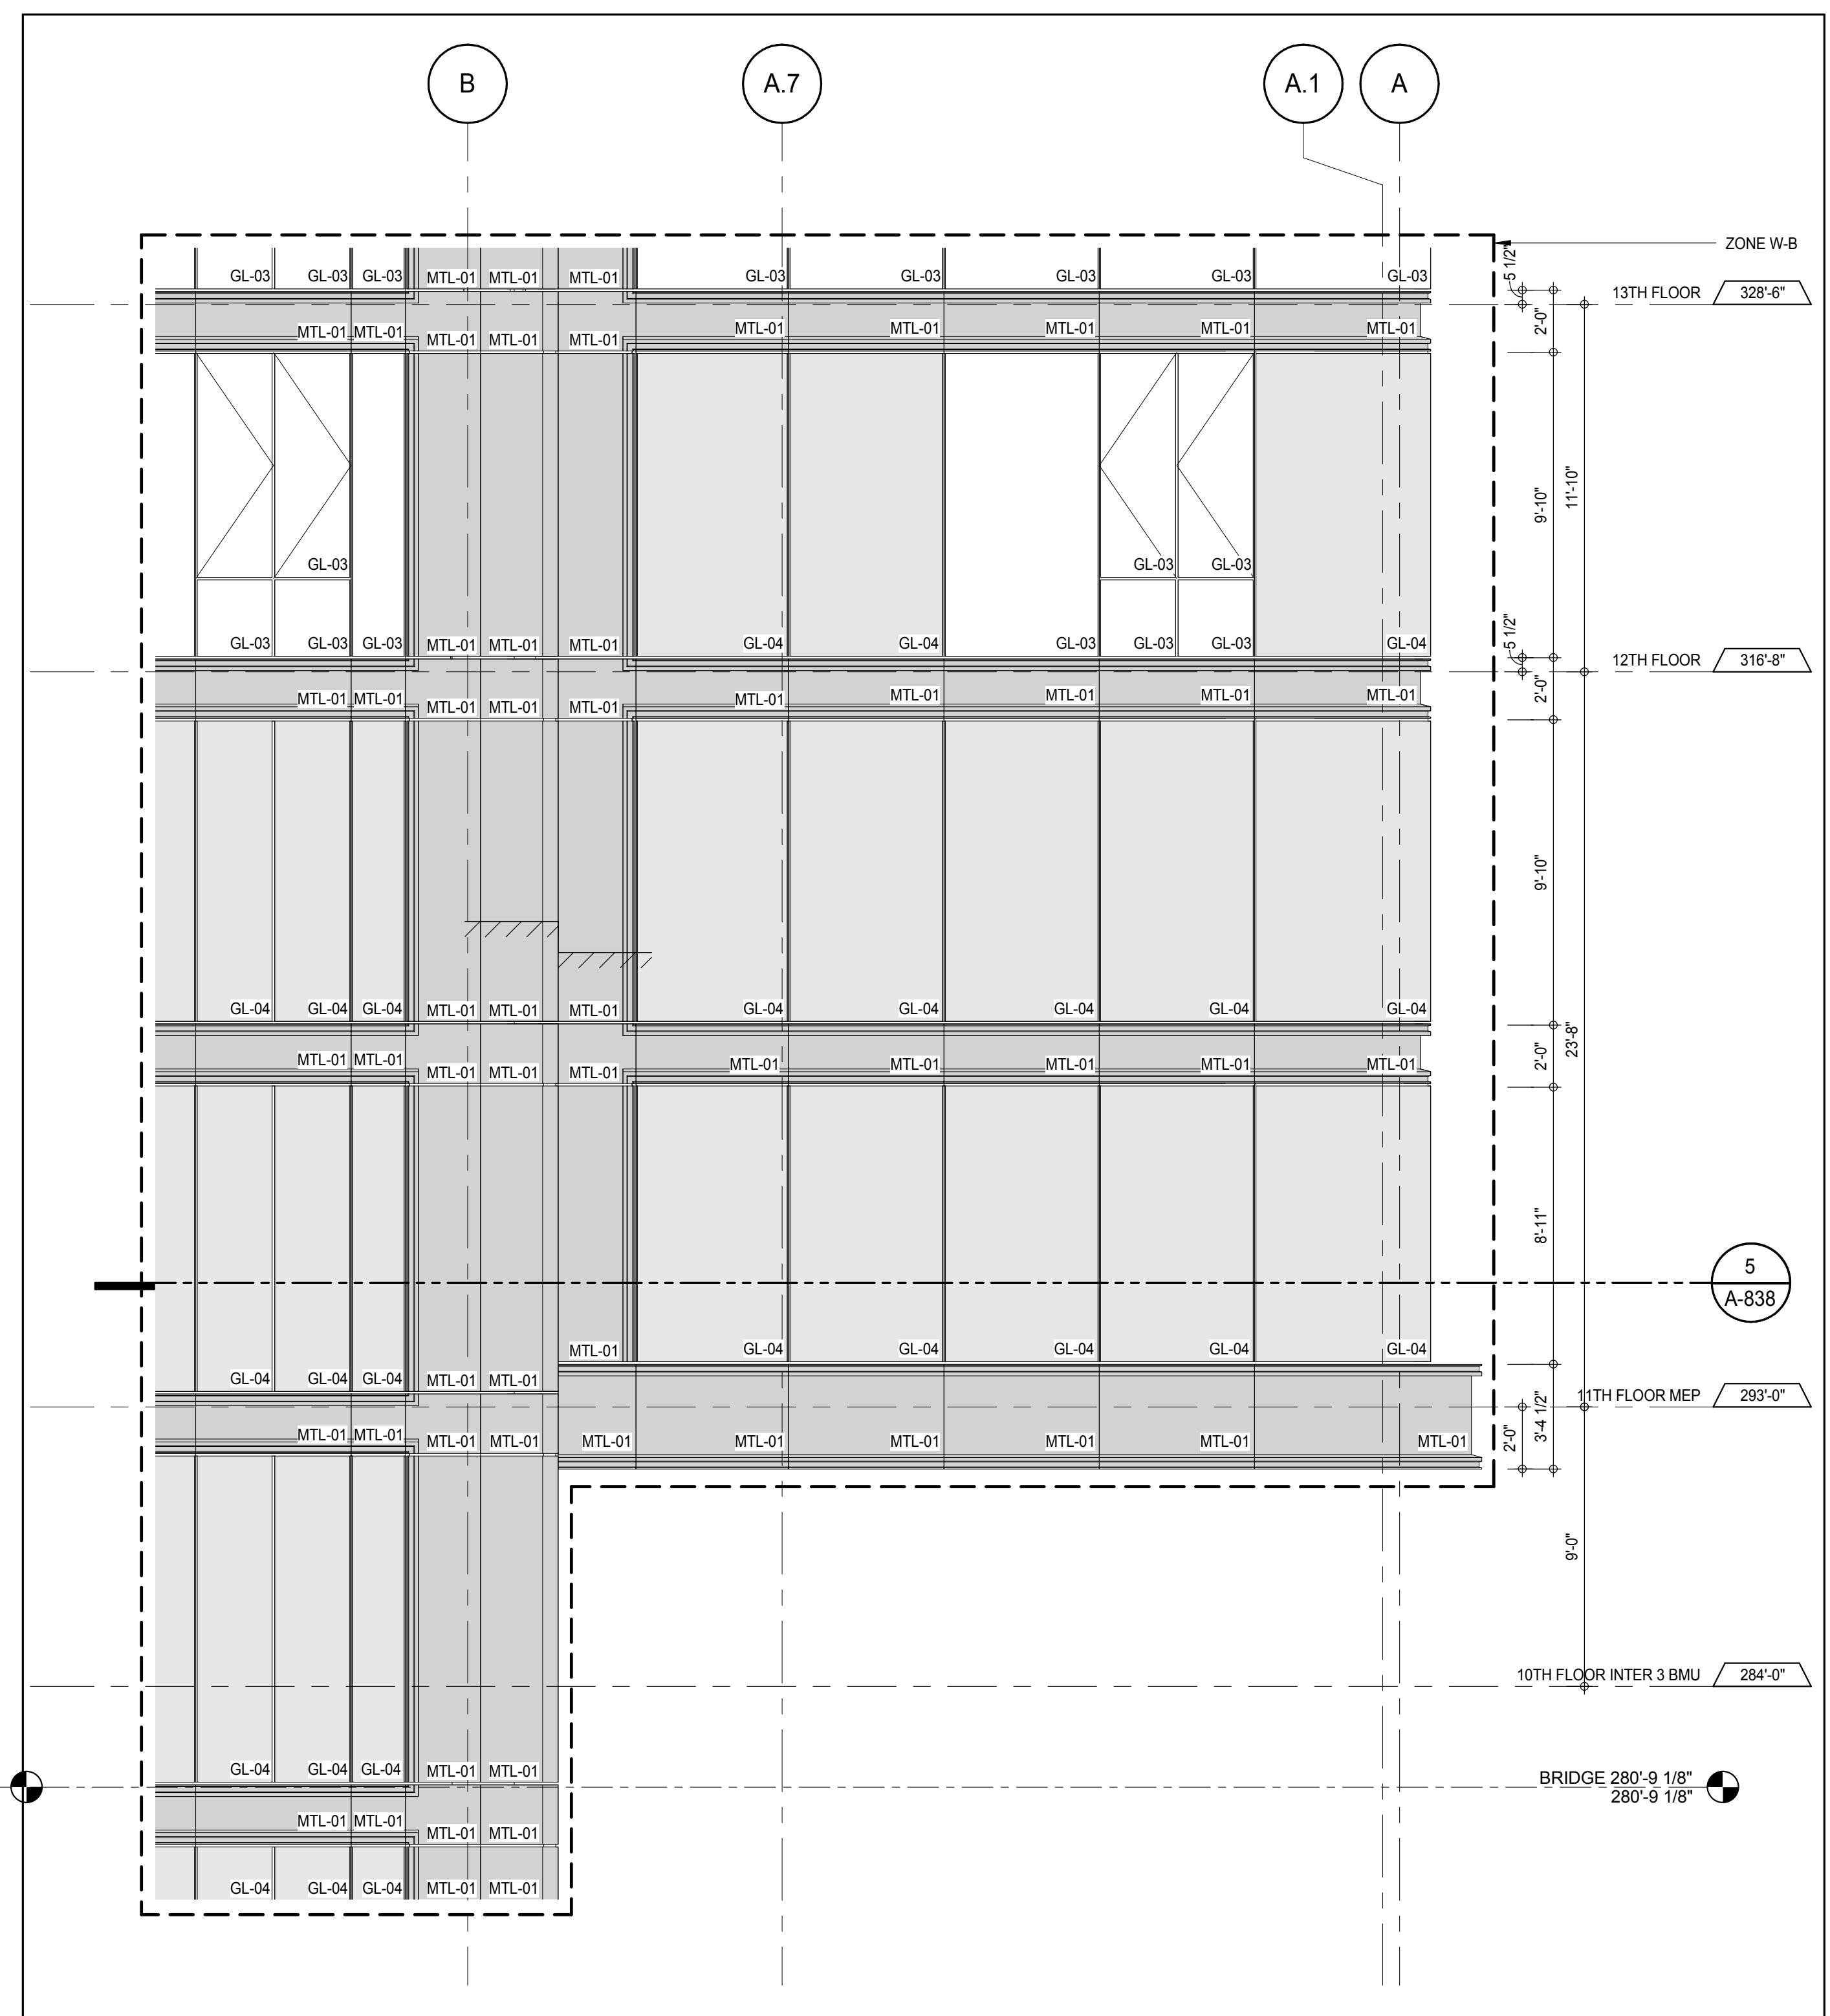 B A.7 A.1 A
ZONE W-B
5 1/2"
GL-03 GL-03 GL-03 MTL-01 MTL-01 MTL-01 GL-03 GL-03 GL-03 GL-03 GL-03
13TH FLOOR 328'-6"
2'-0"
MTL-01 MTL-01 MTL-01 MTL-01 MTL-01 MTL-01 MTL-01 MTL-01 MTL-01 MTL-01
9'-10"
11'-10"
GL-03 GL-03 GL-03
5 1/2"
GL-03 GL-03 GL-03 MTL-01 MTL-01 MTL-01 GL-04 GL-04 GL-03 GL-03 GL-03 GL-04
12TH FLOOR 316'-8"
2'-0"
MTL-01 MTL-01 MTL-01 MTL-01 MTL-01 MTL-01 MTL-01 MTL-01 MTL-01 MTL-01
9'-10"
GL-04 GL-04 GL-04 MTL-01 MTL-01 MTL-01 GL-04 GL-04 GL-04 GL-04 GL-04
23'-8"
2'-0"
MTL-01 MTL-01 MTL-01 MTL-01 MTL-01 MTL-01 MTL-01 MTL-01 MTL-01 MTL-01
8'-11"
5
A-838
MTL-01 GL-04 GL-04 GL-04 GL-04 GL-04
GL-04 GL-04 GL-04 MTL-01 MTL-01
11TH FLOOR MEP 293'-0"
3'-4 1/2"
2'-0"
MTL-01 MTL-01 MTL-01 MTL-01 MTL-01 MTL-01 MTL-01 MTL-01 MTL-01 MTL-01
9'-0"
10TH FLOOR INTER 3 BMU 284'-0"
GL-04 GL-04 GL-04 MTL-01 MTL-01
BRIDGE 280'-9 1/8"
280'-9 1/8"
MTL-01 MTL-01 MTL-01 MTL-01
GL-04 GL-04 GL-04 MTL-01 MTL-01